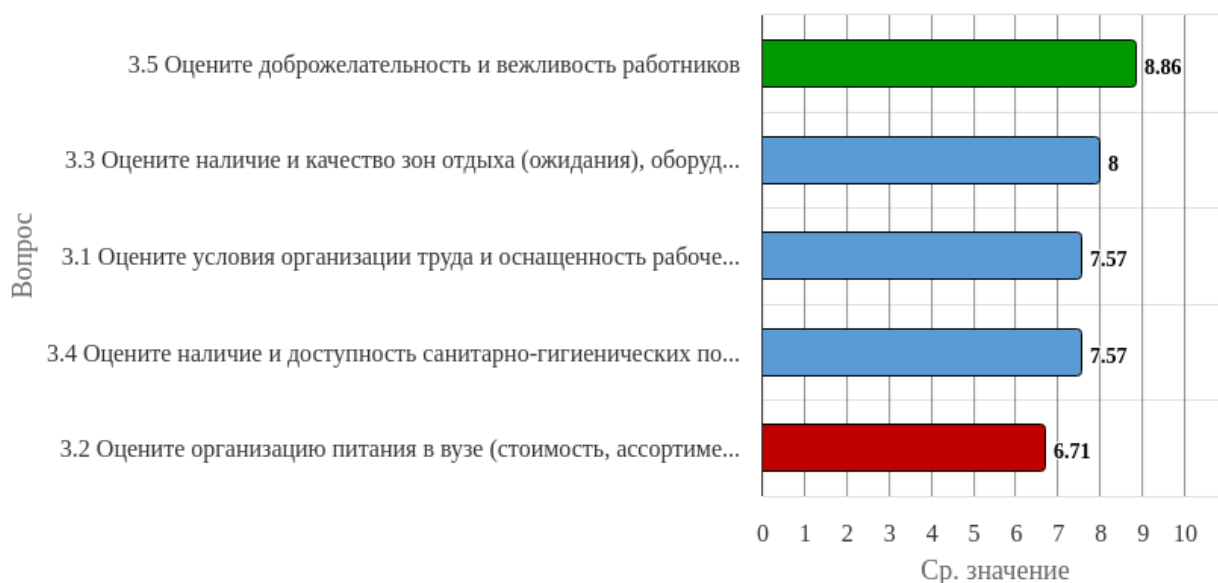 3.5 Оцените доброжелательность и вежливость работников
8.86
3.3 Оцените наличие и качество зон отдыха (ожидания), оборуд...
8
3.1 Оцените условия организации труда и оснащенность рабоче...
7.57
3.4 Оцените наличие и доступность санитарно-гигиенических по...
7.57
3.2 Оцените организацию питания в вузе (стоимость, ассортиме...
6.71
Вопрос
0 1 2 3 4 5 6 7 8 9 10
Ср. значение